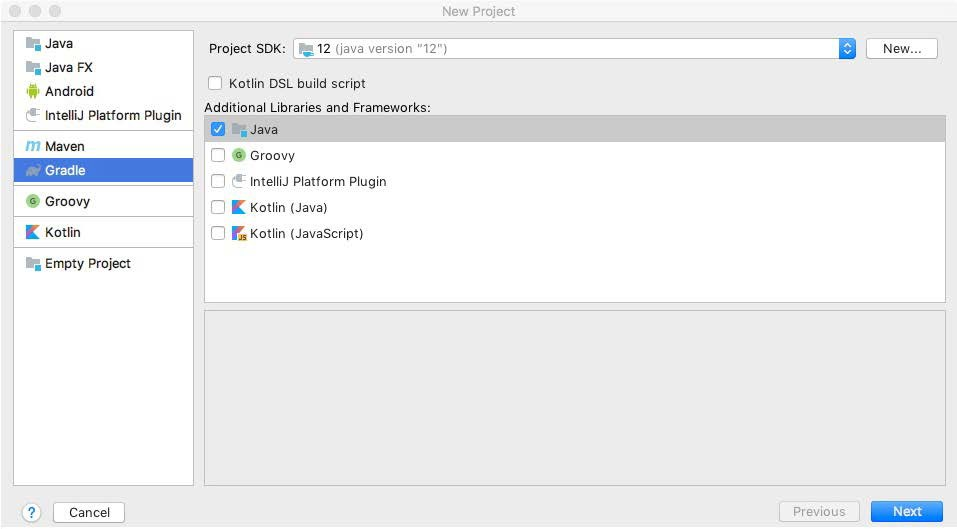 New Project
Java
Java FX
Android
IntelliJ Platform Plugin
m Maven
Gradle
G Groovy
Kotlin
Empty Project
Project SDK: 12 (java version "12") New...
Kotlin DSL build script
Additional Libraries and Frameworks:
Java
G Groovy
IntelliJ Platform Plugin
Kotlin (Java)
JS Kotlin (JavaScript)
? Cancel Previous Next